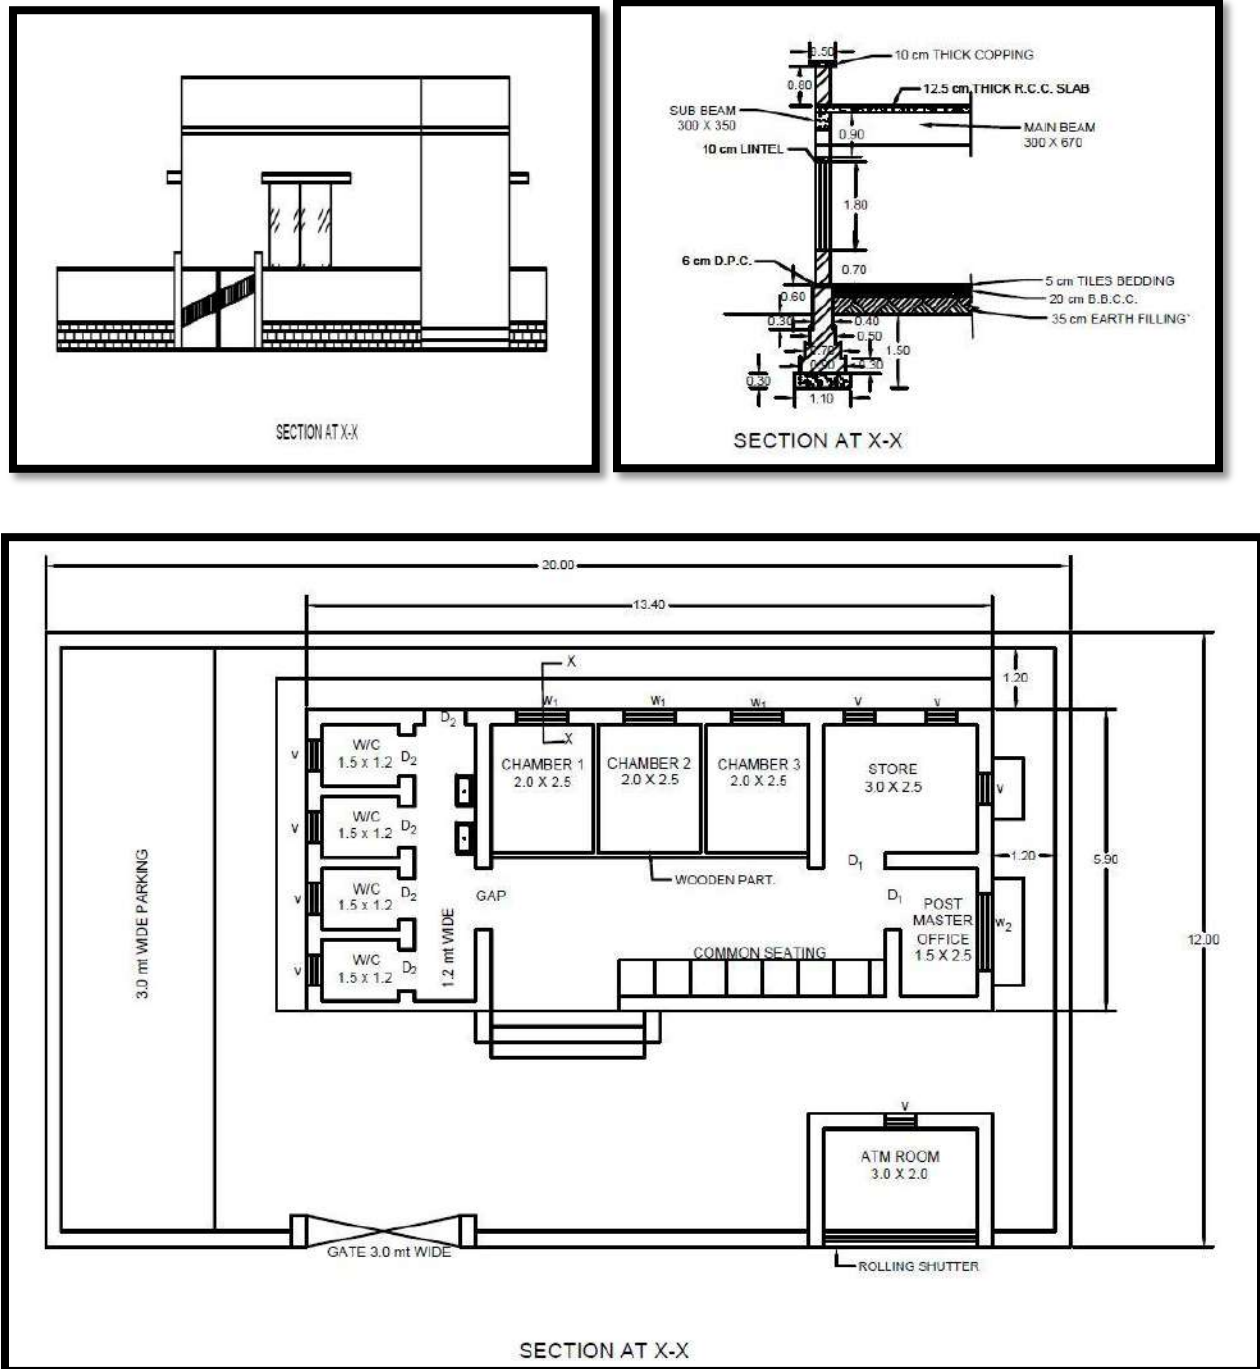 SECTION AT X-X
0.50
10 cm THICK COPPING
0.80
12.5 cm THICK R.C.C. SLAB
SUB BEAM
300 X 350
0.90
MAIN BEAM
300 X 670
10 cm LINTEL
1.80
6 cm D.P.C.
0.70
0.60
5 cm TILES BEDDING
20 cm B.B.C.C.
35 cm EARTH FILLING
0.30
0.40
0.50
0.70
1.50
0.90
0.30
0.30
1.10
SECTION AT X-X
20.00
13.40
X
1.20
D2
W1
W1
W1
V
V
X
V
W/C
1.5 x 1.2
D2
CHAMBER 1
2.0 X 2.5
CHAMBER 2
2.0 X 2.5
CHAMBER 3
2.0 X 2.5
STORE
3.0 X 2.5
V
V
W/C
1.5 x 1.2
D2
3.0 mt WIDE PARKING
WOODEN PART.
D1
1.20
5.90
V
W/C
1.5 x 1.2
D2
GAP
D1
POST
MASTER
OFFICE
1.5 X 2.5
W2
12.00
1.2 mt WIDE
COMMON SEATING
V
W/C
1.5 x 1.2
D2
V
ATM ROOM
3.0 X 2.0
GATE 3.0 mt WIDE
ROLLING SHUTTER
SECTION AT X-X